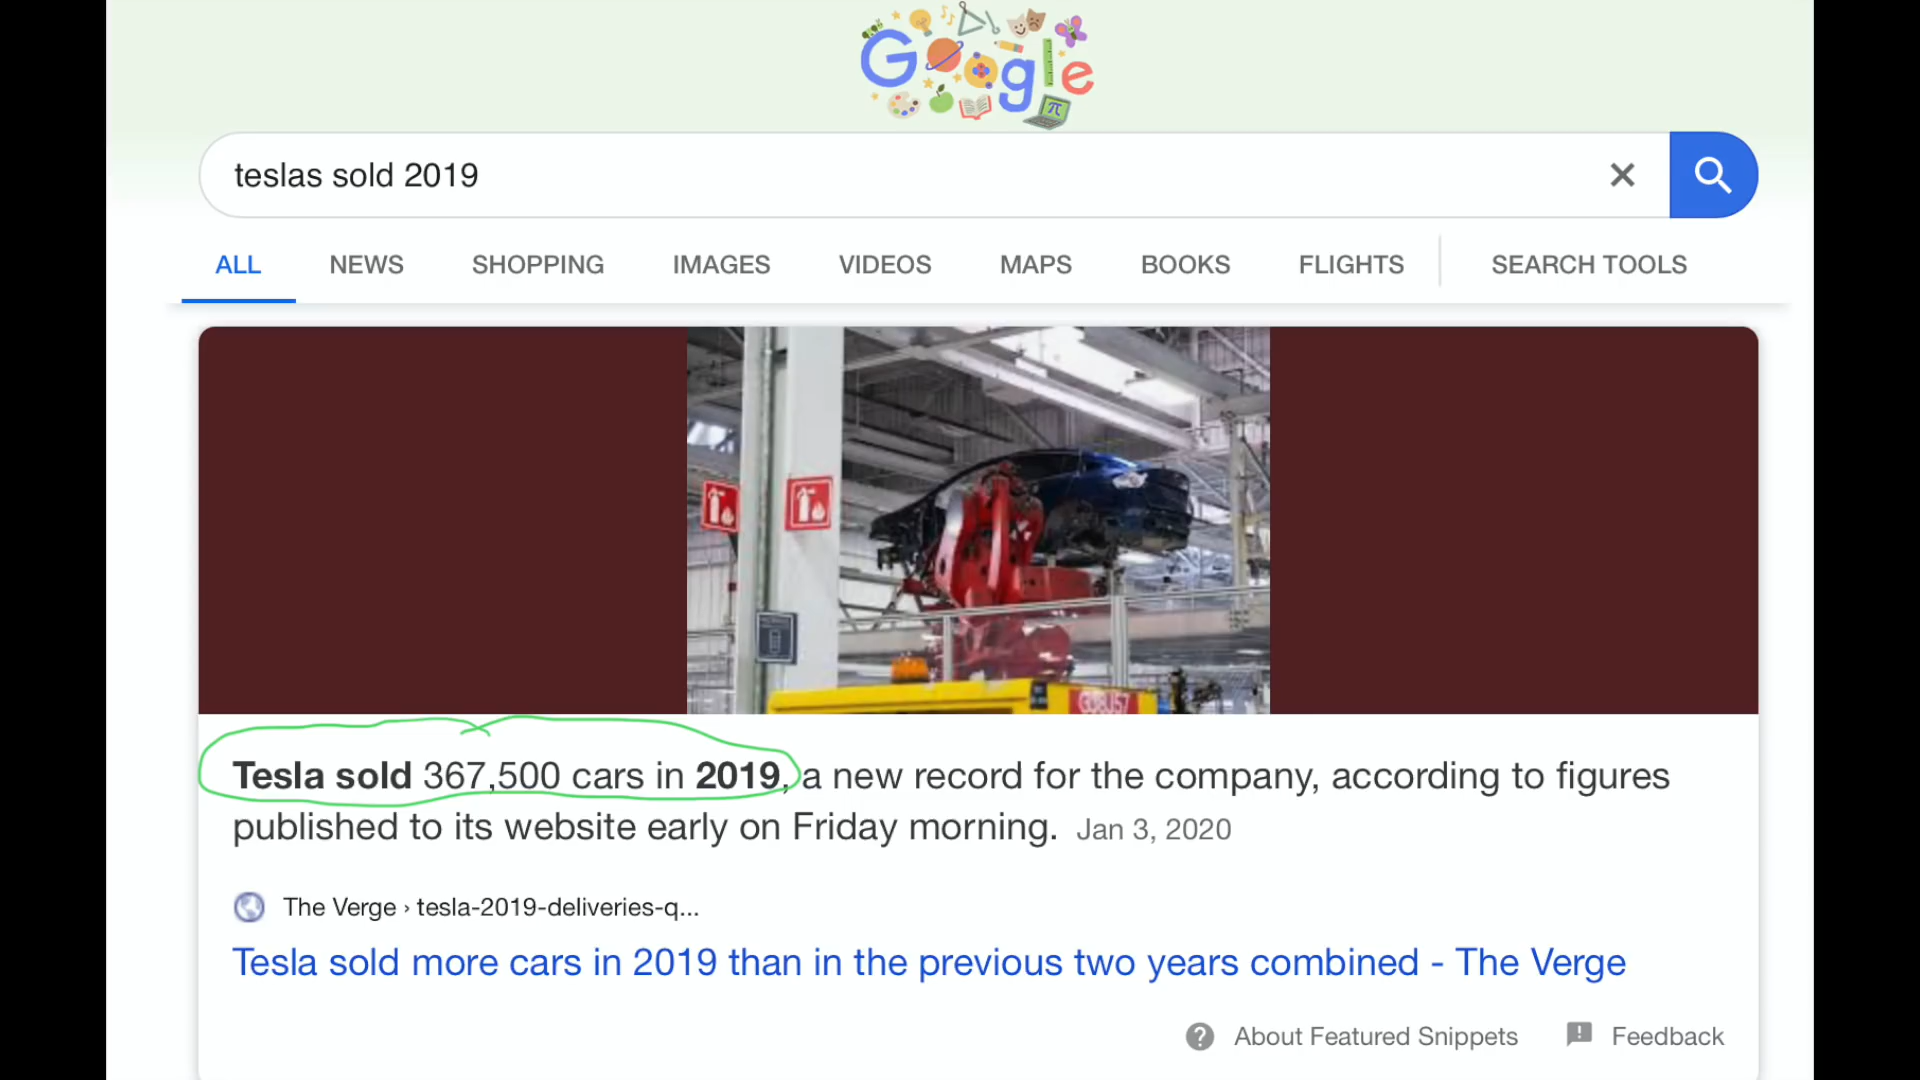 Google
teslas sold 2019
ALL NEWS SHOPPING IMAGES VIDEOS MAPS BOOKS FLIGHTS SEARCH TOOLS
Tesla sold 367,500 cars in 2019, a new record for the company, according to figures
published to its website early on Friday morning. Jan 3, 2020
The Verge › tesla-2019-deliveries-q...
Tesla sold more cars in 2019 than in the previous two years combined - The Verge
About Featured Snippets Feedback